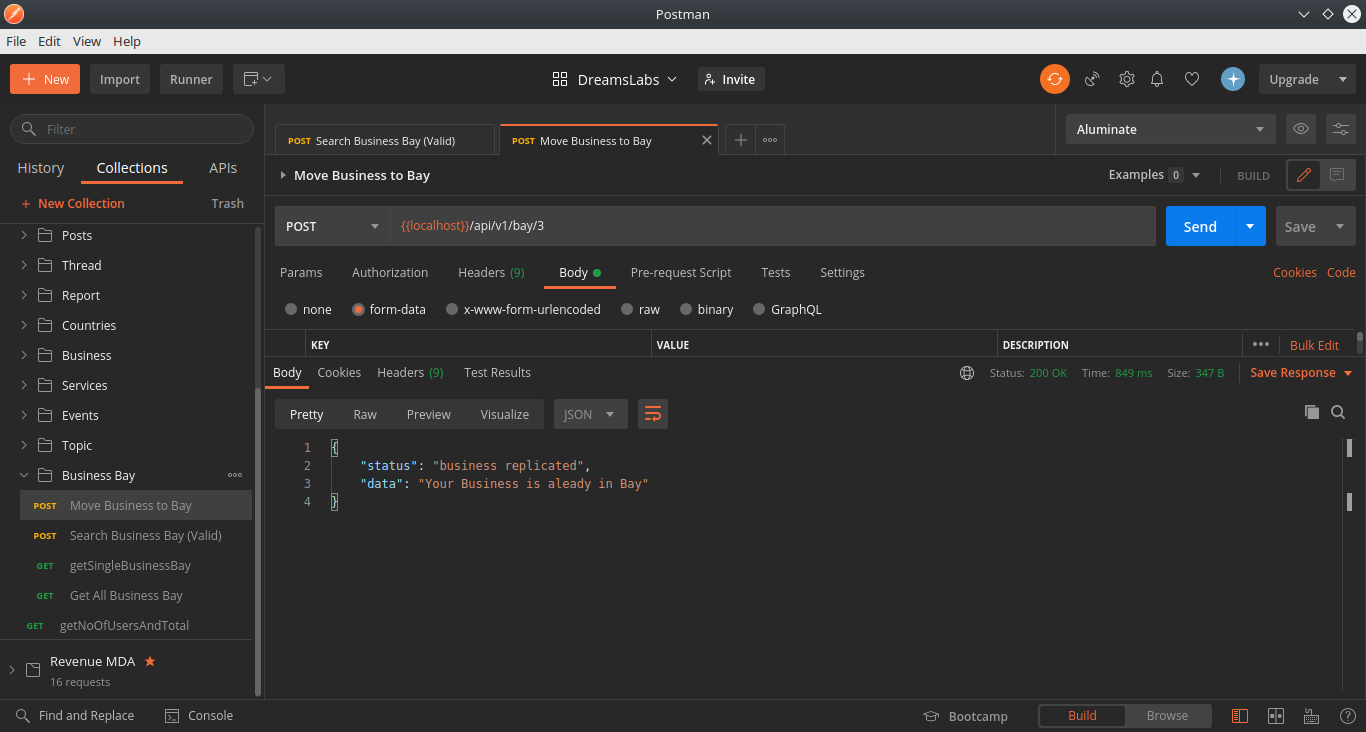 Postman
File Edit View Help
New Import Runner DreamsLabs Invite Upgrade
Filter
History Collections APIs
New Collection Trash
Posts
Thread
Report
Countries
Business
Services
Events
Topic
Business Bay
POST Move Business to Bay
POST Search Business Bay (Valid)
GET getSingleBusinessBay
GET Get All Business Bay
GET getNoOfUsersAndTotal
Revenue MDA
16 requests
POST Search Business Bay (Valid) POST Move Business to Bay
Aluminate
Move Business to Bay Examples 0 BUILD
POST {{localhost}}/api/v1/bay/3 Send Save
Params Authorization Headers (9) Body Pre-request Script Tests Settings Cookies Code
none form-data x-www-form-urlencoded raw binary GraphQL
KEY VALUE DESCRIPTION Bulk Edit
Body Cookies Headers (9) Test Results Status: 200 OK Time: 849 ms Size: 347 B Save Response
Pretty Raw Preview Visualize JSON
1 {
2 "status": "business replicated",
3 "data": "Your Business is aleady in Bay"
4 }
Find and Replace Console Bootcamp Build Browse